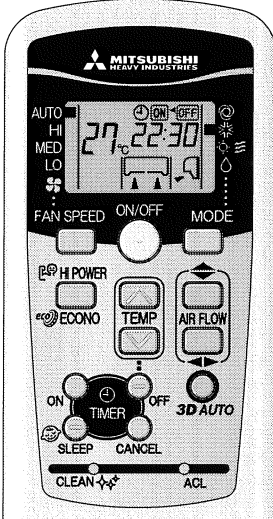 MITSUBISHI
HEAVY INDUSTRIES
AUTO
HI
MED
LO
ON OFF
27°C 22:30
FAN SPEED ON/OFF MODE
HI POWER
eco ECONO
TEMP
AIR FLOW
3D AUTO
ON OFF
TIMER
SLEEP CANCEL
CLEAN ACL